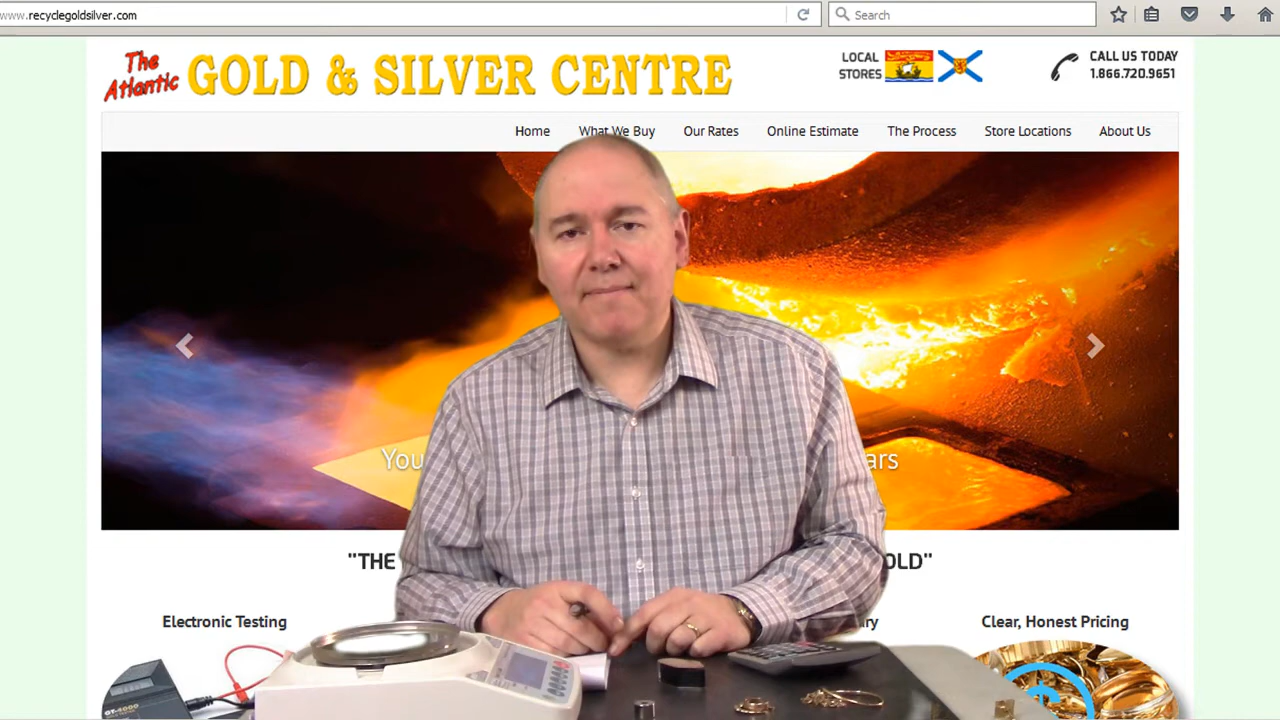 www.recyclegoldsilver.com
Search
The Atlantic GOLD & SILVER CENTRE
LOCAL STORES
CALL US TODAY
1.866.720.9651
Home What We Buy Our Rates Online Estimate The Process Store Locations About Us
You
ars
"THE
OLD"
Electronic Testing
ry
Clear, Honest Pricing
GT-4000